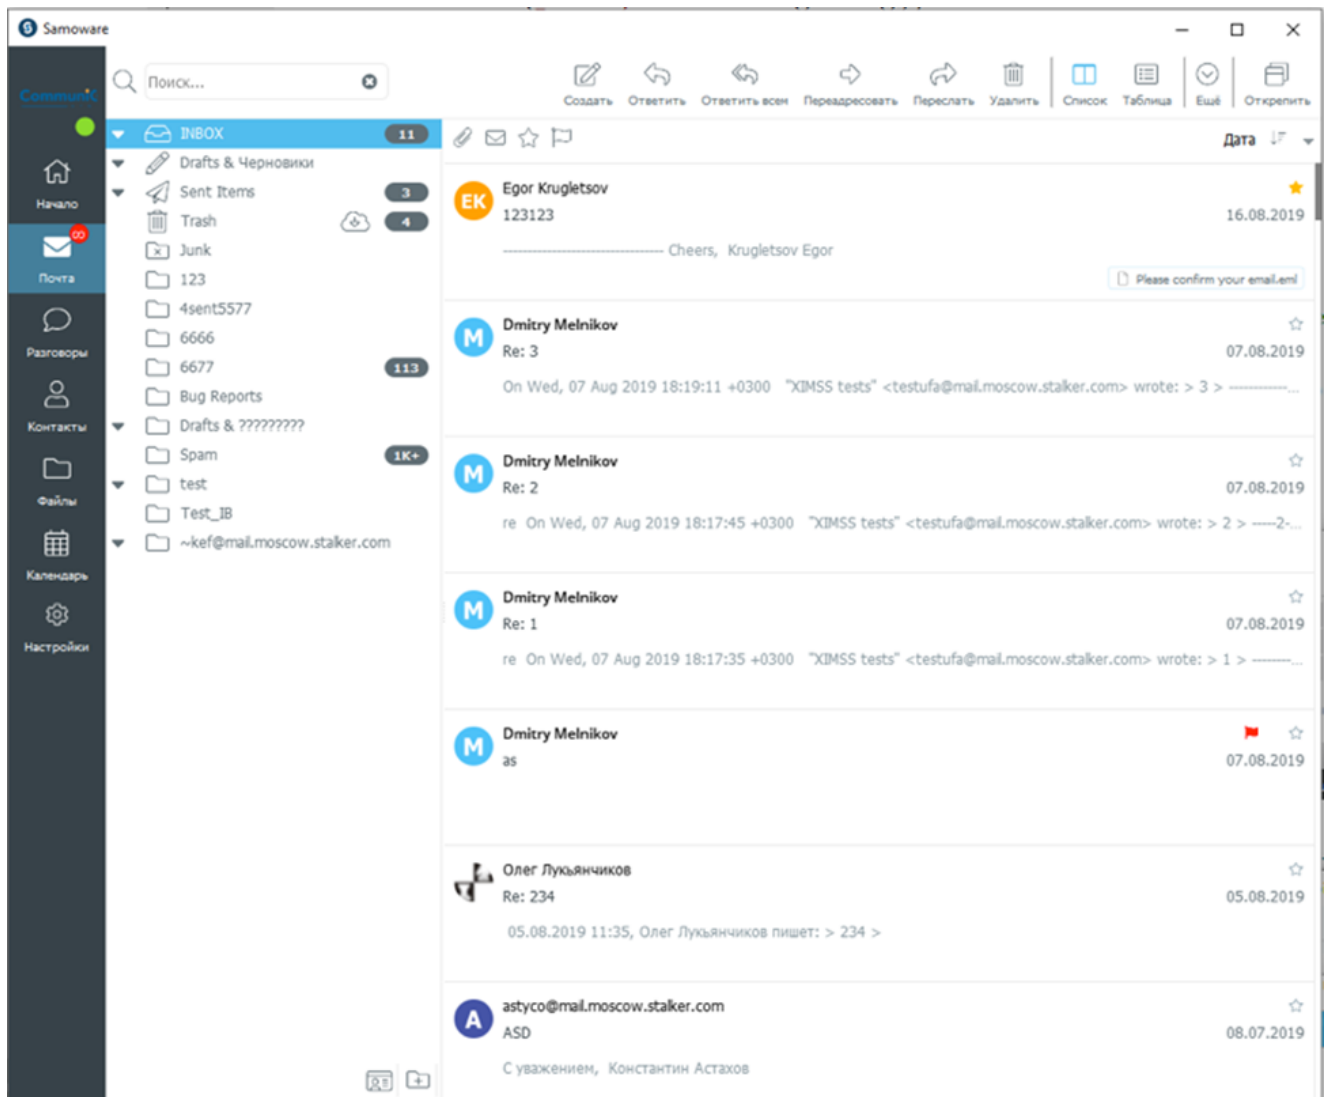 Samoware
CommuniG
Поиск...
Создать Ответить Ответить всем Переадресовать Переслать Удалить Список Таблица Ещё Открепить
Начало
Почта
Разговоры
Контакты
Файлы
Календарь
Настройки
INBOX 11
Drafts & Черновики
Sent Items 3
Trash 4
Junk
123
4sent5577
6666
6677 113
Bug Reports
Drafts & ?????????
Spam 1K+
test
Test_IB
~kef@mail.moscow.stalker.com
Дата
EK
Egor Krugletsov
123123
16.08.2019
---------------------------------- Cheers, Krugletsov Egor
Please confirm your email.eml
M
Dmitry Melnikov
Re: 3
07.08.2019
On Wed, 07 Aug 2019 18:19:11 +0300 "XIMSS tests" <testufa@mail.moscow.stalker.com> wrote: > 3 > ------------...
M
Dmitry Melnikov
Re: 2
07.08.2019
re On Wed, 07 Aug 2019 18:17:45 +0300 "XIMSS tests" <testufa@mail.moscow.stalker.com> wrote: > 2 > -----2-...
M
Dmitry Melnikov
Re: 1
07.08.2019
re On Wed, 07 Aug 2019 18:17:35 +0300 "XIMSS tests" <testufa@mail.moscow.stalker.com> wrote: > 1 > --------...
M
Dmitry Melnikov
as
07.08.2019
Олег Лукьянчиков
Re: 234
05.08.2019
05.08.2019 11:35, Олег Лукьянчиков пишет: > 234 >
A
astyco@mail.moscow.stalker.com
ASD
08.07.2019
С уважением, Константин Астахов